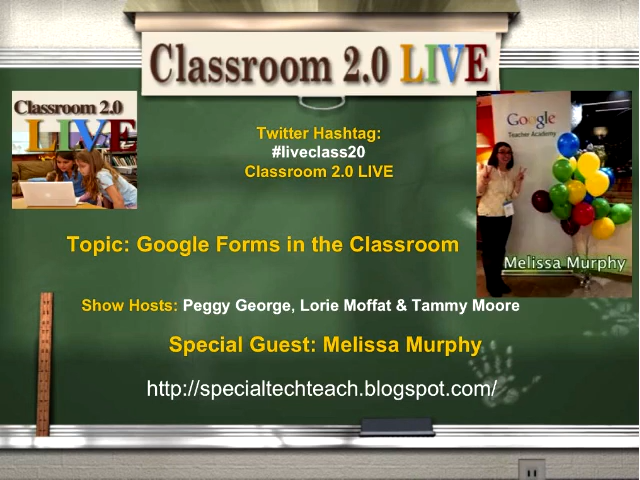 Classroom 2.0 LIVE
Classroom 2.0
LIVE
Twitter Hashtag:
#liveclass20
Classroom 2.0 LIVE
Google
Teacher Academy
Melissa Murphy
Topic: Google Forms in the Classroom
Show Hosts: Peggy George, Lorie Moffat & Tammy Moore
Special Guest: Melissa Murphy
http://specialtechteach.blogspot.com/